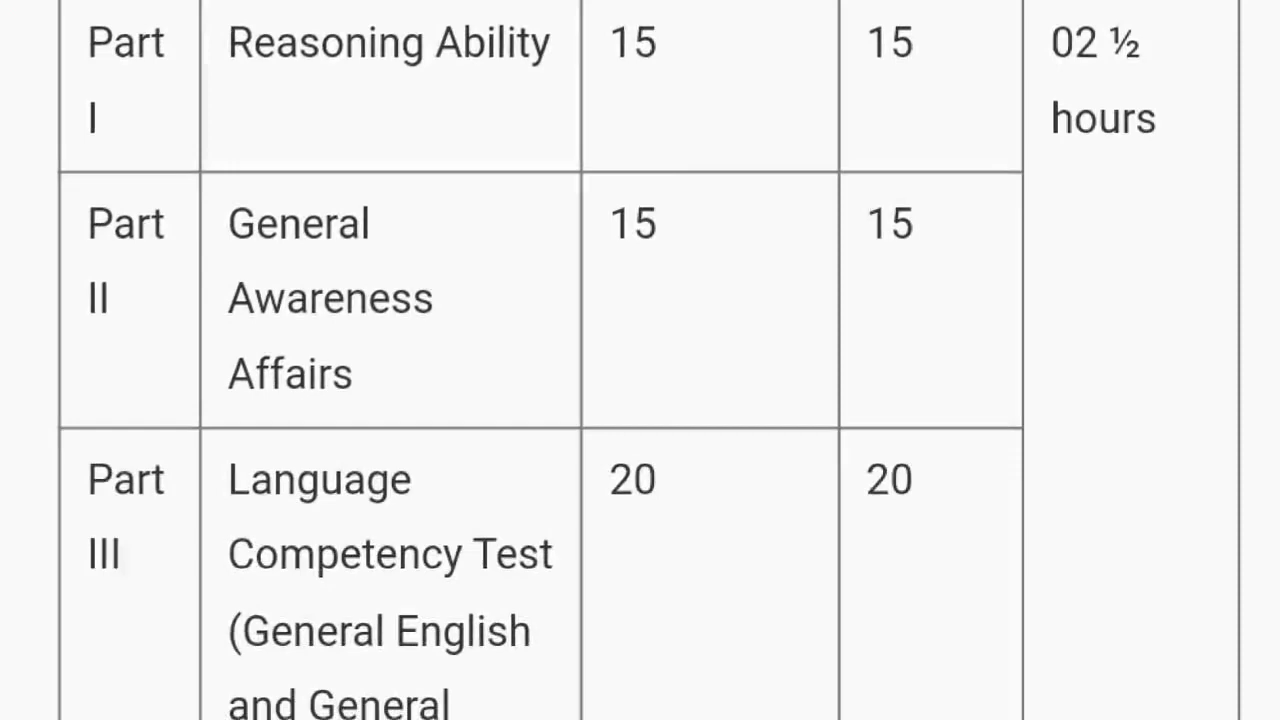 Part Reasoning Ability 15 15 02 ½
I hours
Part General 15 15
II Awareness
Affairs
Part Language 20 20
III Competency Test
(General English
and General